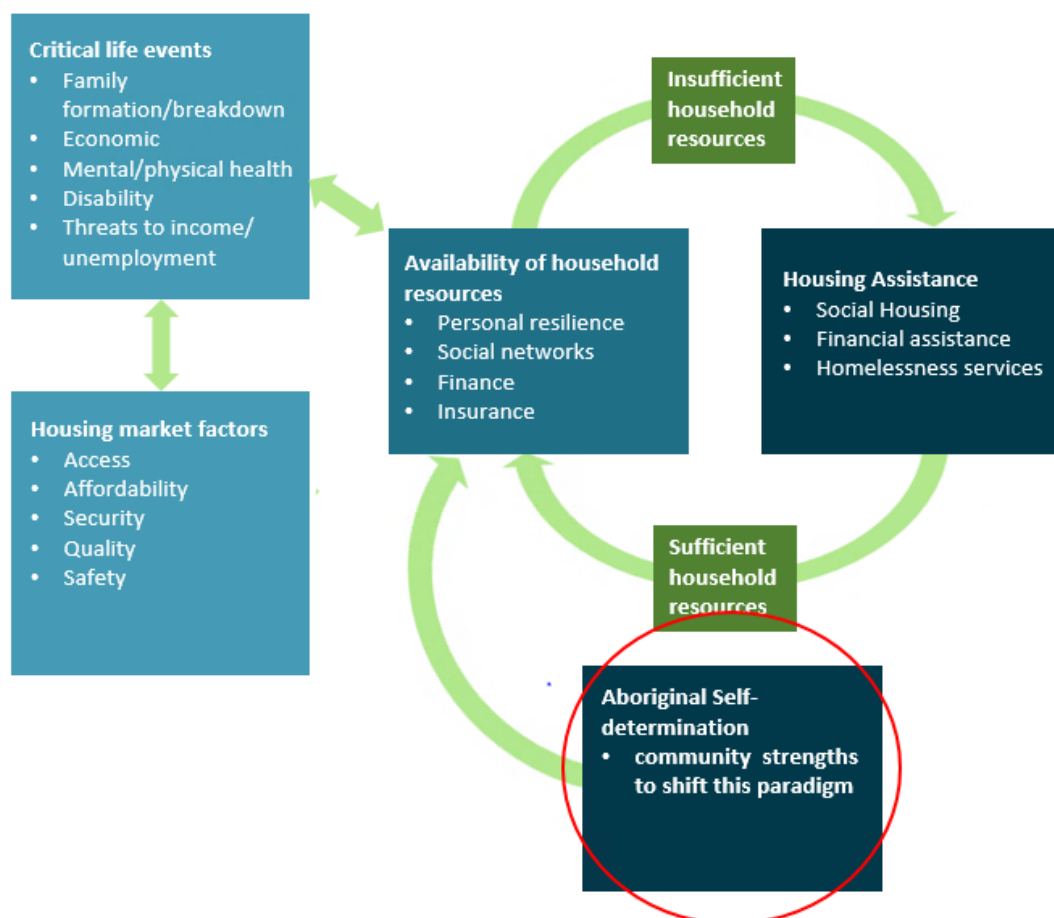 Critical life events
• Family
formation/breakdown
• Economic
• Mental/physical health
• Disability
• Threats to income/
unemployment
Housing market factors
• Access
• Affordability
• Security
• Quality
• Safety
Availability of household
resources
• Personal resilience
• Social networks
• Finance
• Insurance
Insufficient
household
resources
Housing Assistance
• Social Housing
• Financial assistance
• Homelessness services
Sufficient
household
resources
Aboriginal Self-
determination
• community strengths
to shift this paradigm